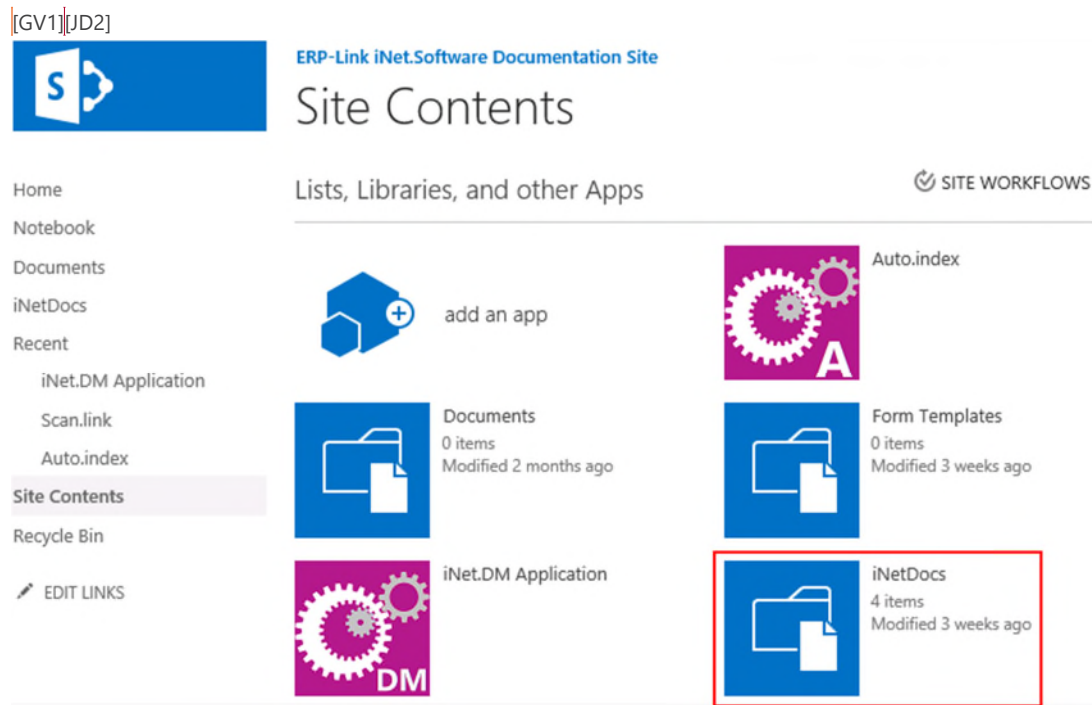 [GV1][JD2]
S
ERP-Link iNet.Software Documentation Site
Site Contents
Home
Notebook
Documents
iNetDocs
Recent
iNet.DM Application
Scan.link
Auto.index
Site Contents
Recycle Bin
EDIT LINKS
Lists, Libraries, and other Apps
SITE WORKFLOWS
add an app
A
Auto.index
Documents
0 items
Modified 2 months ago
Form Templates
0 items
Modified 3 weeks ago
DM
iNet.DM Application
iNetDocs
4 items
Modified 3 weeks ago